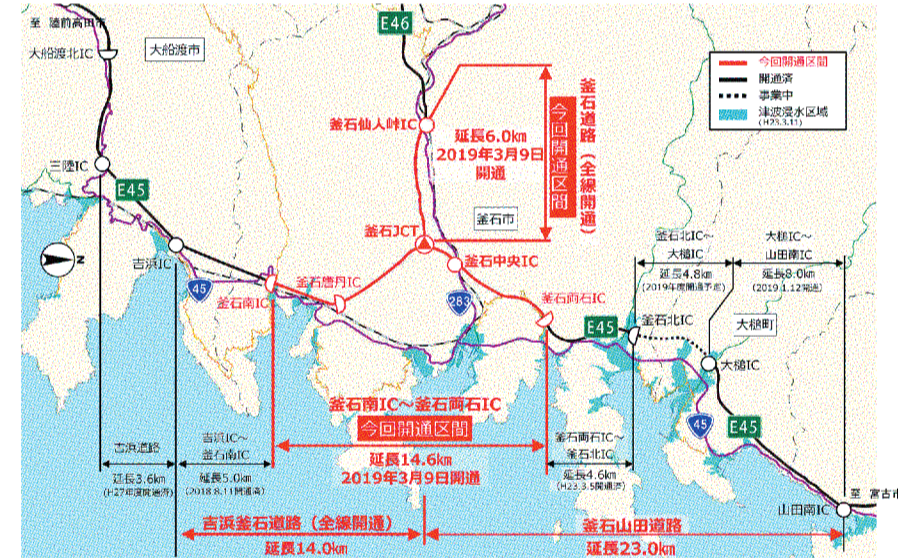 至 陸前高田市
大船渡北IC
大船渡市
E46
今回開通区間
開通済
事業中
津波浸水区域
(H23.3.11)
釜石仙人峠IC
延長6.0km
2019年3月9日
開通
今回開通区間
釜石道路(全線開通)
三陸IC
E45
釜石市
釜石JCT
釜石中央IC
釜石北IC～
大槌IC
延長4.8km
(2019年度開通予定)
大槌IC～
山田南IC
延長8.0km
(2019.1.12開通)
N
吉浜IC
45
釜石南IC
釜石唐丹IC
283
釜石両石IC
E45
釜石北IC
大槌町
大槌IC
釜石南IC～釜石両石IC
今回開通区間
延長14.6km
2019年3月9日開通
45
E45
吉浜道路
延長3.6km
(H27年度開通済)
吉浜IC～
釜石南IC
延長5.0km
(2018.8.11開通済)
釜石両石IC～
釜石北IC
延長4.6km
(H23.3.5開通済)
至 宮古市
山田南IC
吉浜釜石道路(全線開通)
延長14.0km
釜石山田道路
延長23.0km